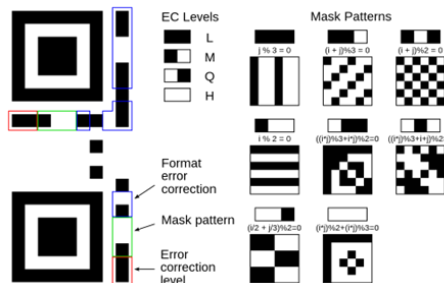 EC Levels
L
M
Q
H
Mask Patterns
j % 3 = 0
(i + j)%3 = 0
(i + j)%2 = 0
i % 2 = 0
((i*j)%3+i*j)%2=0
((i*j)%3+i+j)%2=0
(i/2 + j/3)%2=0
(i*j)%2+(i*j)%3=0
Format
error
correction
Mask pattern
Error
correction
level